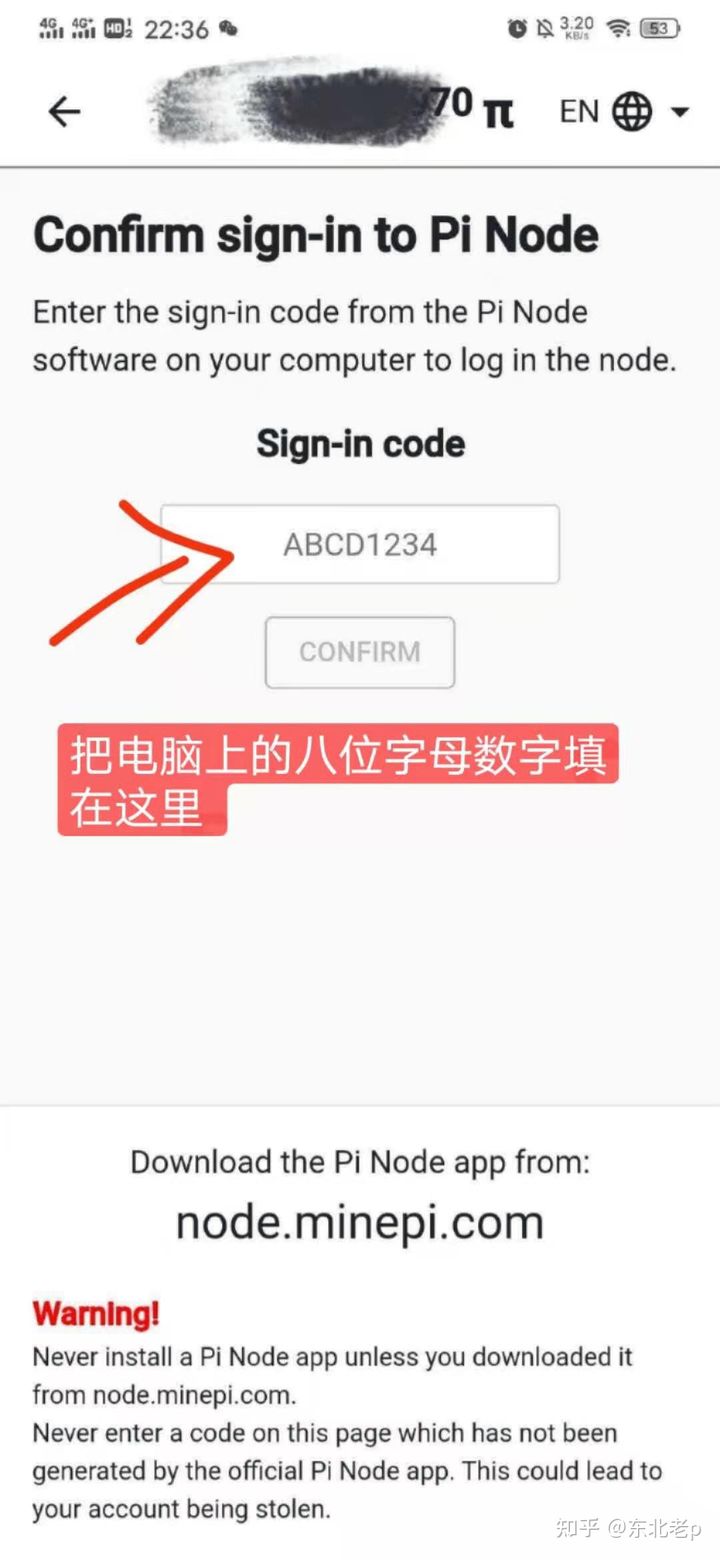 4G 4G+ HD 1 2 22:36 3.20 KB/s 53
70 π EN
Confirm sign-in to Pi Node
Enter the sign-in code from the Pi Node
software on your computer to log in the node.
Sign-in code
ABCD1234
CONFIRM
把电脑上的八位字母数字填
在这里
Download the Pi Node app from:
node.minepi.com
Warning!
Never install a Pi Node app unless you downloaded it
from node.minepi.com.
Never enter a code on this page which has not been
generated by the official Pi Node app. This could lead to
your account being stolen.
知乎 @东北老p